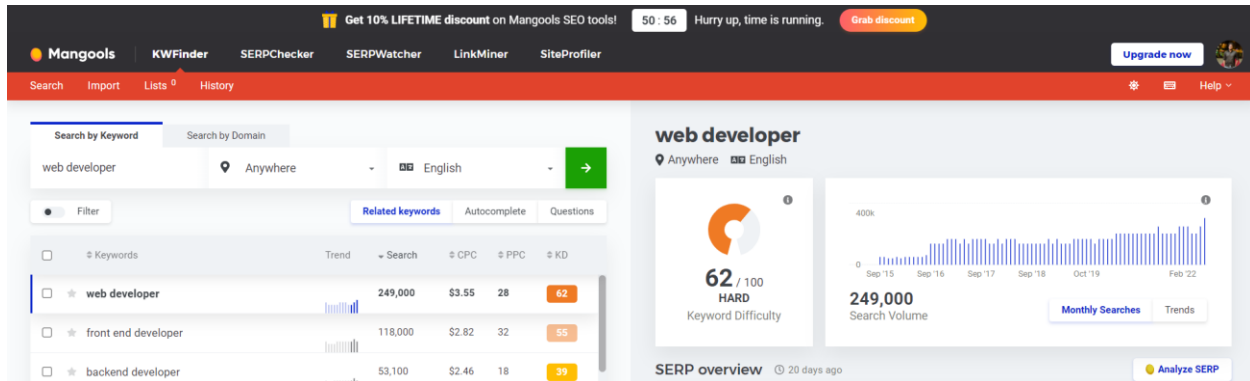 Get 10% LIFETIME discount on Mangools SEO tools! 50 : 56 Hurry up, time is running. Grab discount
Mangools KWFinder SERPChecker SERPWatcher LinkMiner SiteProfiler Upgrade now
Search Import Lists 0 History Help
Search by Keyword Search by Domain
web developer Anywhere English
Filter Related keywords Autocomplete Questions
Keywords Trend Search CPC PPC KD
web developer 249,000 $3.55 28 62
front end developer 118,000 $2.82 32 55
backend developer 53,100 $2.46 18 39
web developer
Anywhere English
62 / 100
HARD
Keyword Difficulty
400k
0
Sep '15 Sep '16 Sep '17 Sep '18 Oct '19 Feb '22
249,000
Search Volume
Monthly Searches Trends
SERP overview 20 days ago Analyze SERP